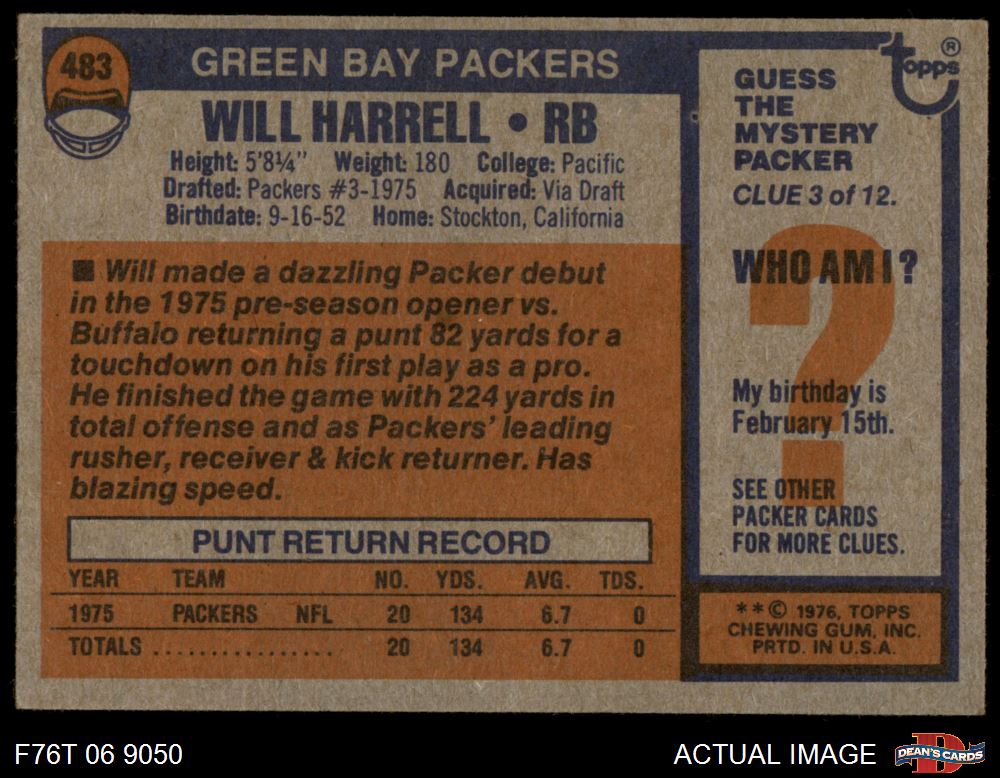 483
GREEN BAY PACKERS
WILL HARRELL • RB
Height: 5'8¼" Weight: 180 College: Pacific
Drafted: Packers #3-1975 Acquired: Via Draft
Birthdate: 9-16-52 Home: Stockton, California
■ Will made a dazzling Packer debut
in the 1975 pre-season opener vs.
Buffalo returning a punt 82 yards for a
touchdown on his first play as a pro.
He finished the game with 224 yards in
total offense and as Packers' leading
rusher, receiver & kick returner. Has
blazing speed.
PUNT RETURN RECORD
YEAR TEAM NO. YDS. AVG. TDS.
1975 PACKERS NFL 20 134 6.7 0
TOTALS ................ 20 134 6.7 0
topps ®
GUESS
THE
MYSTERY
PACKER
CLUE 3 of 12.
WHO AM I ?
?
My birthday is
February 15th.
SEE OTHER
PACKER CARDS
FOR MORE CLUES.
**© 1976, TOPPS
CHEWING GUM, INC.
PRTD. IN U.S.A.
F76T 06 9050
ACTUAL IMAGE
D
DEAN'S CARDS